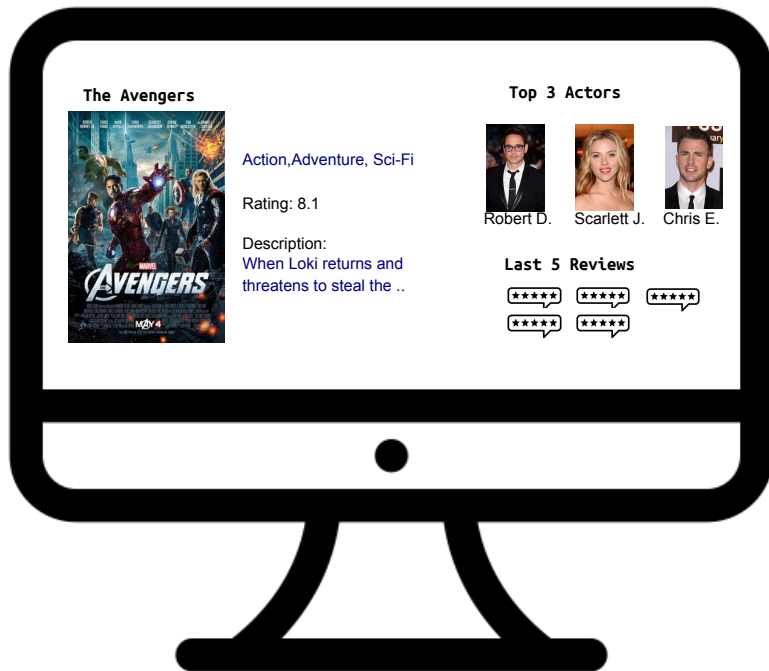 The Avengers
MARVEL
AVENGERS
MAY 4
Action,Adventure, Sci-Fi
Rating: 8.1
Description:
When Loki returns and
threatens to steal the ..
Top 3 Actors
Robert D.
Scarlett J.
Chris E.
Last 5 Reviews